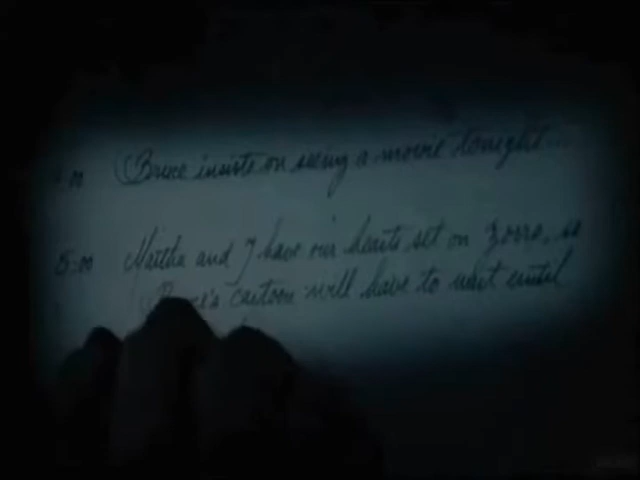 :00 Bruce insists on seeing a movie tonight...
5:00 Martha and I have our hearts set on Zorro, so
Bruce's cartoon will have to wait until